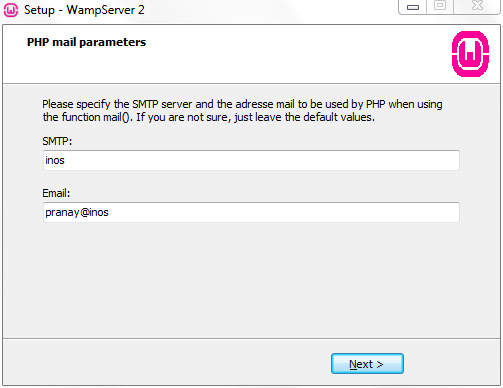 Setup - WampServer 2
PHP mail parameters
Please specify the SMTP server and the adresse mail to be used by PHP when using
the function mail(). If you are not sure, just leave the default values.
SMTP:
inos
Email:
pranay@inos
Next >